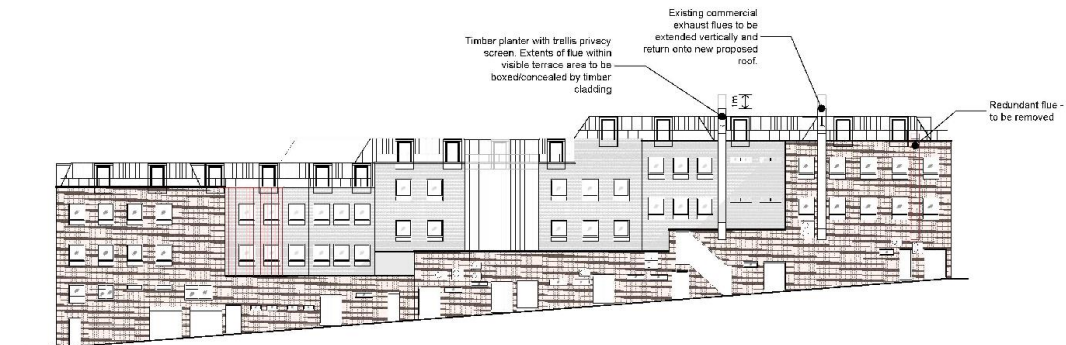 Existing commercial
exhaust flues to be
extended vertically and
return onto new proposed
roof.
Timber planter with trellis privacy
screen. Extents of flue within
visible terrace area to be
boxed/concealed by timber
cladding
1m
Redundant flue -
to be removed